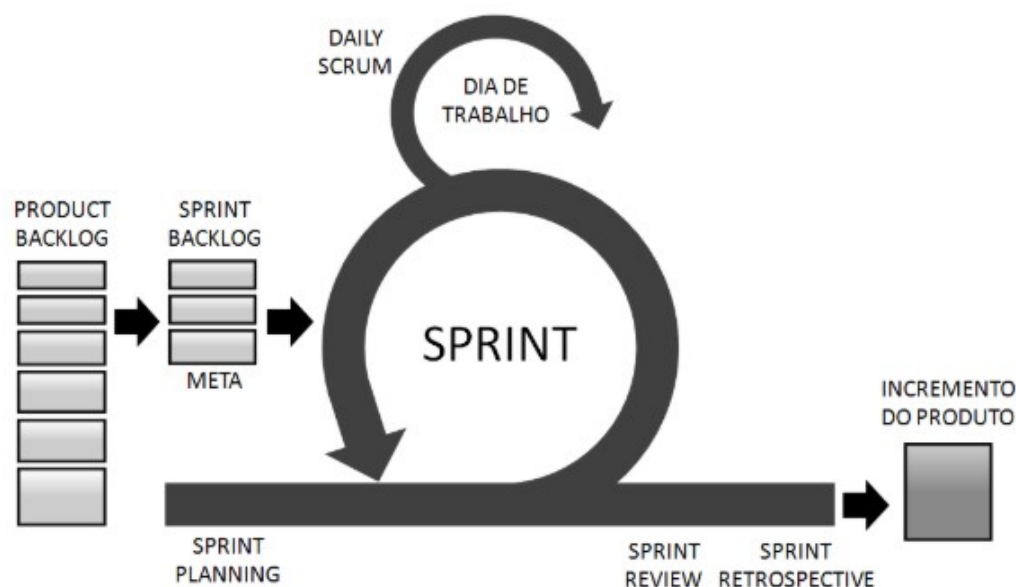 DAILY
SCRUM
DIA DE
TRABALHO
PRODUCT
BACKLOG
SPRINT
BACKLOG
META
SPRINT
INCREMENTO
DO PRODUTO
SPRINT
PLANNING
SPRINT
REVIEW
SPRINT
RETROSPECTIVE